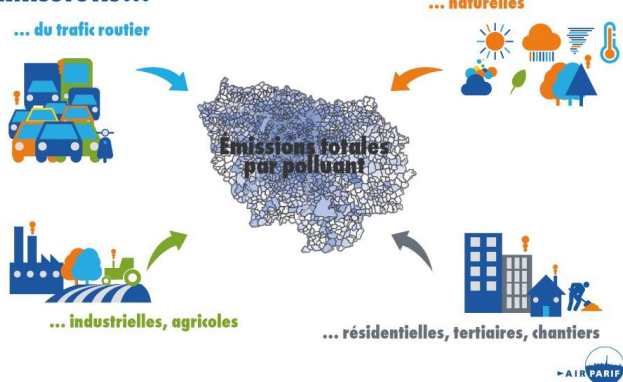 ... naturelles
... du trafic routier
Émissions totales
par polluant
... industrielles, agricoles
... résidentielles, tertiaires, chantiers
AIRPARIF